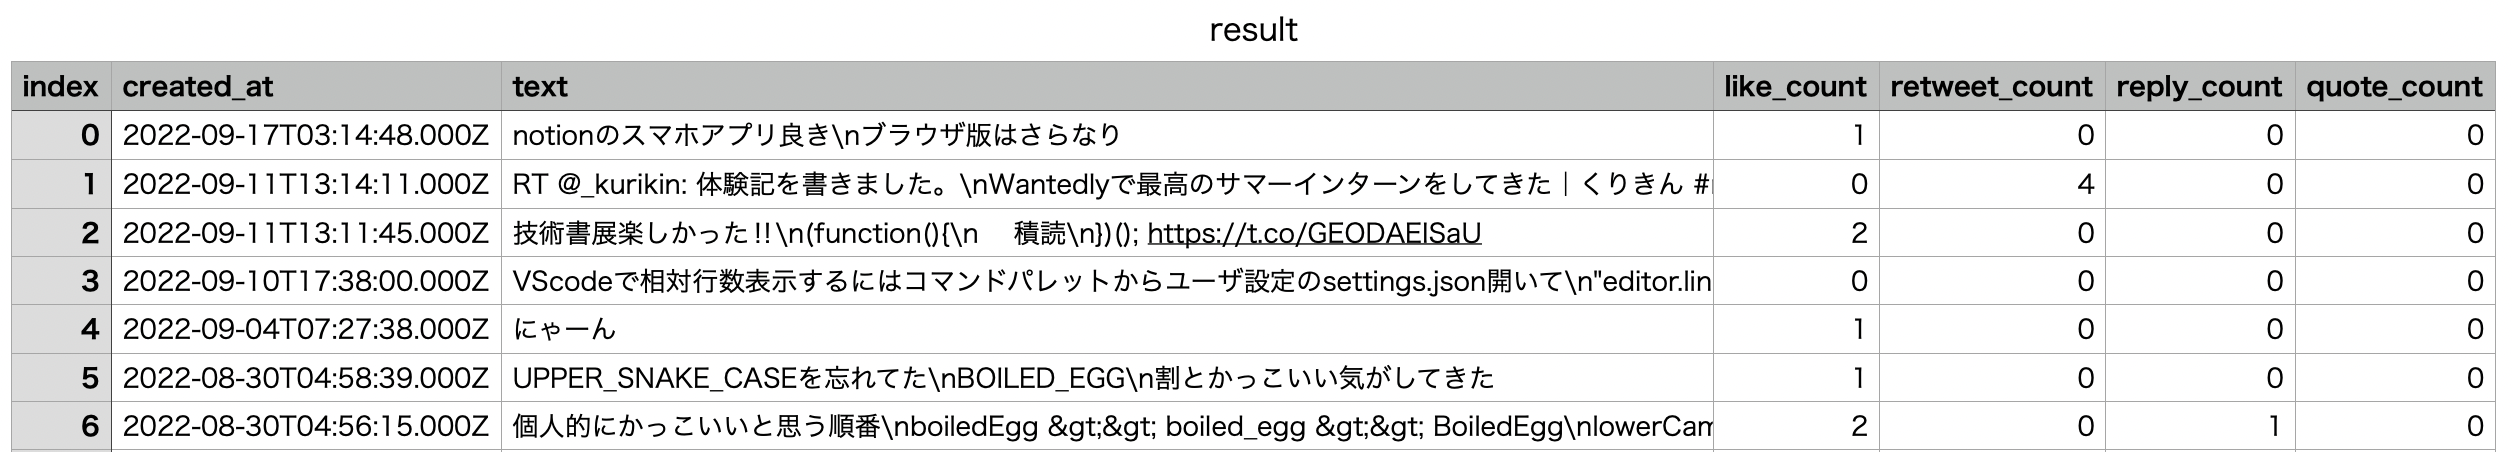 result
index created_at text like_count retweet_count reply_count quote_count
0 2022-09-17T03:14:48.000Z notionのスマホアプリ良き\nブラウザ版はさらなり 1 0 0 0
1 2022-09-11T13:14:11.000Z RT @_kurikin: 体験記を書きました。 \nWantedlyで最高のサマーインターンをしてきた｜くりきん # 0 4 0 0
2 2022-09-11T13:11:45.000Z 技術書展楽しかった!!\n(function(){\n    積読\n})(); https://t.co/GEODAEISaU 2 0 0 0
3 2022-09-10T17:38:00.000Z VScodeで相対行数表示するにはコマンドパレットからユーザ設定のsettings.json開いて\n"editor.lin 0 0 0 0
4 2022-09-04T07:27:38.000Z にゃーん 1 0 0 0
5 2022-08-30T04:58:39.000Z UPPER_SNAKE_CASEを忘れてた\nBOILED_EGG\n割とかっこいい気がしてきた 1 0 0 0
6 2022-08-30T04:56:15.000Z 個人的にかっこいいと思う順番\nboiledEgg &gt;&gt; boiled_egg &gt;&gt; BoiledEgg\nlowerCam 2 0 1 0